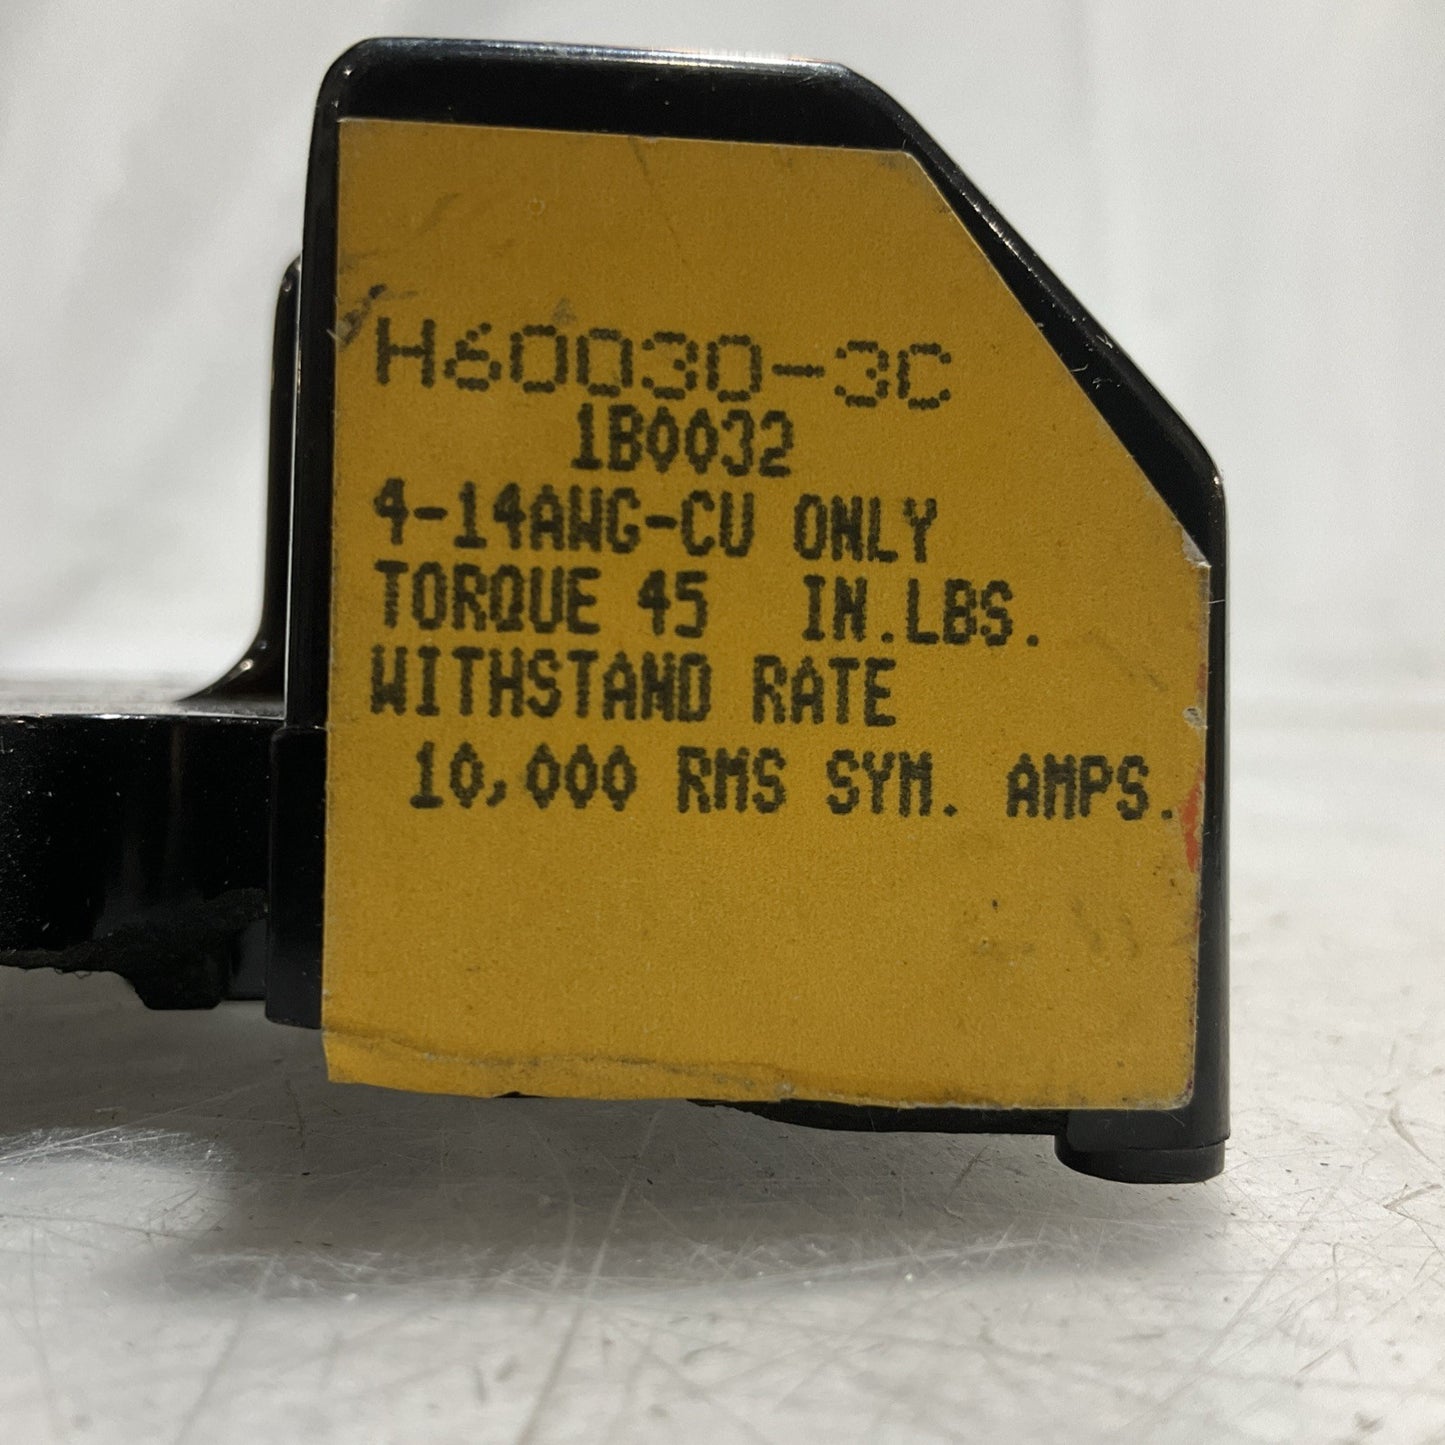 H60030-3C
1B0032
4-14AWG-CU ONLY
TORQUE 45 IN.LBS.
WITHSTAND RATE
10,000 RMS SYM. AMPS.